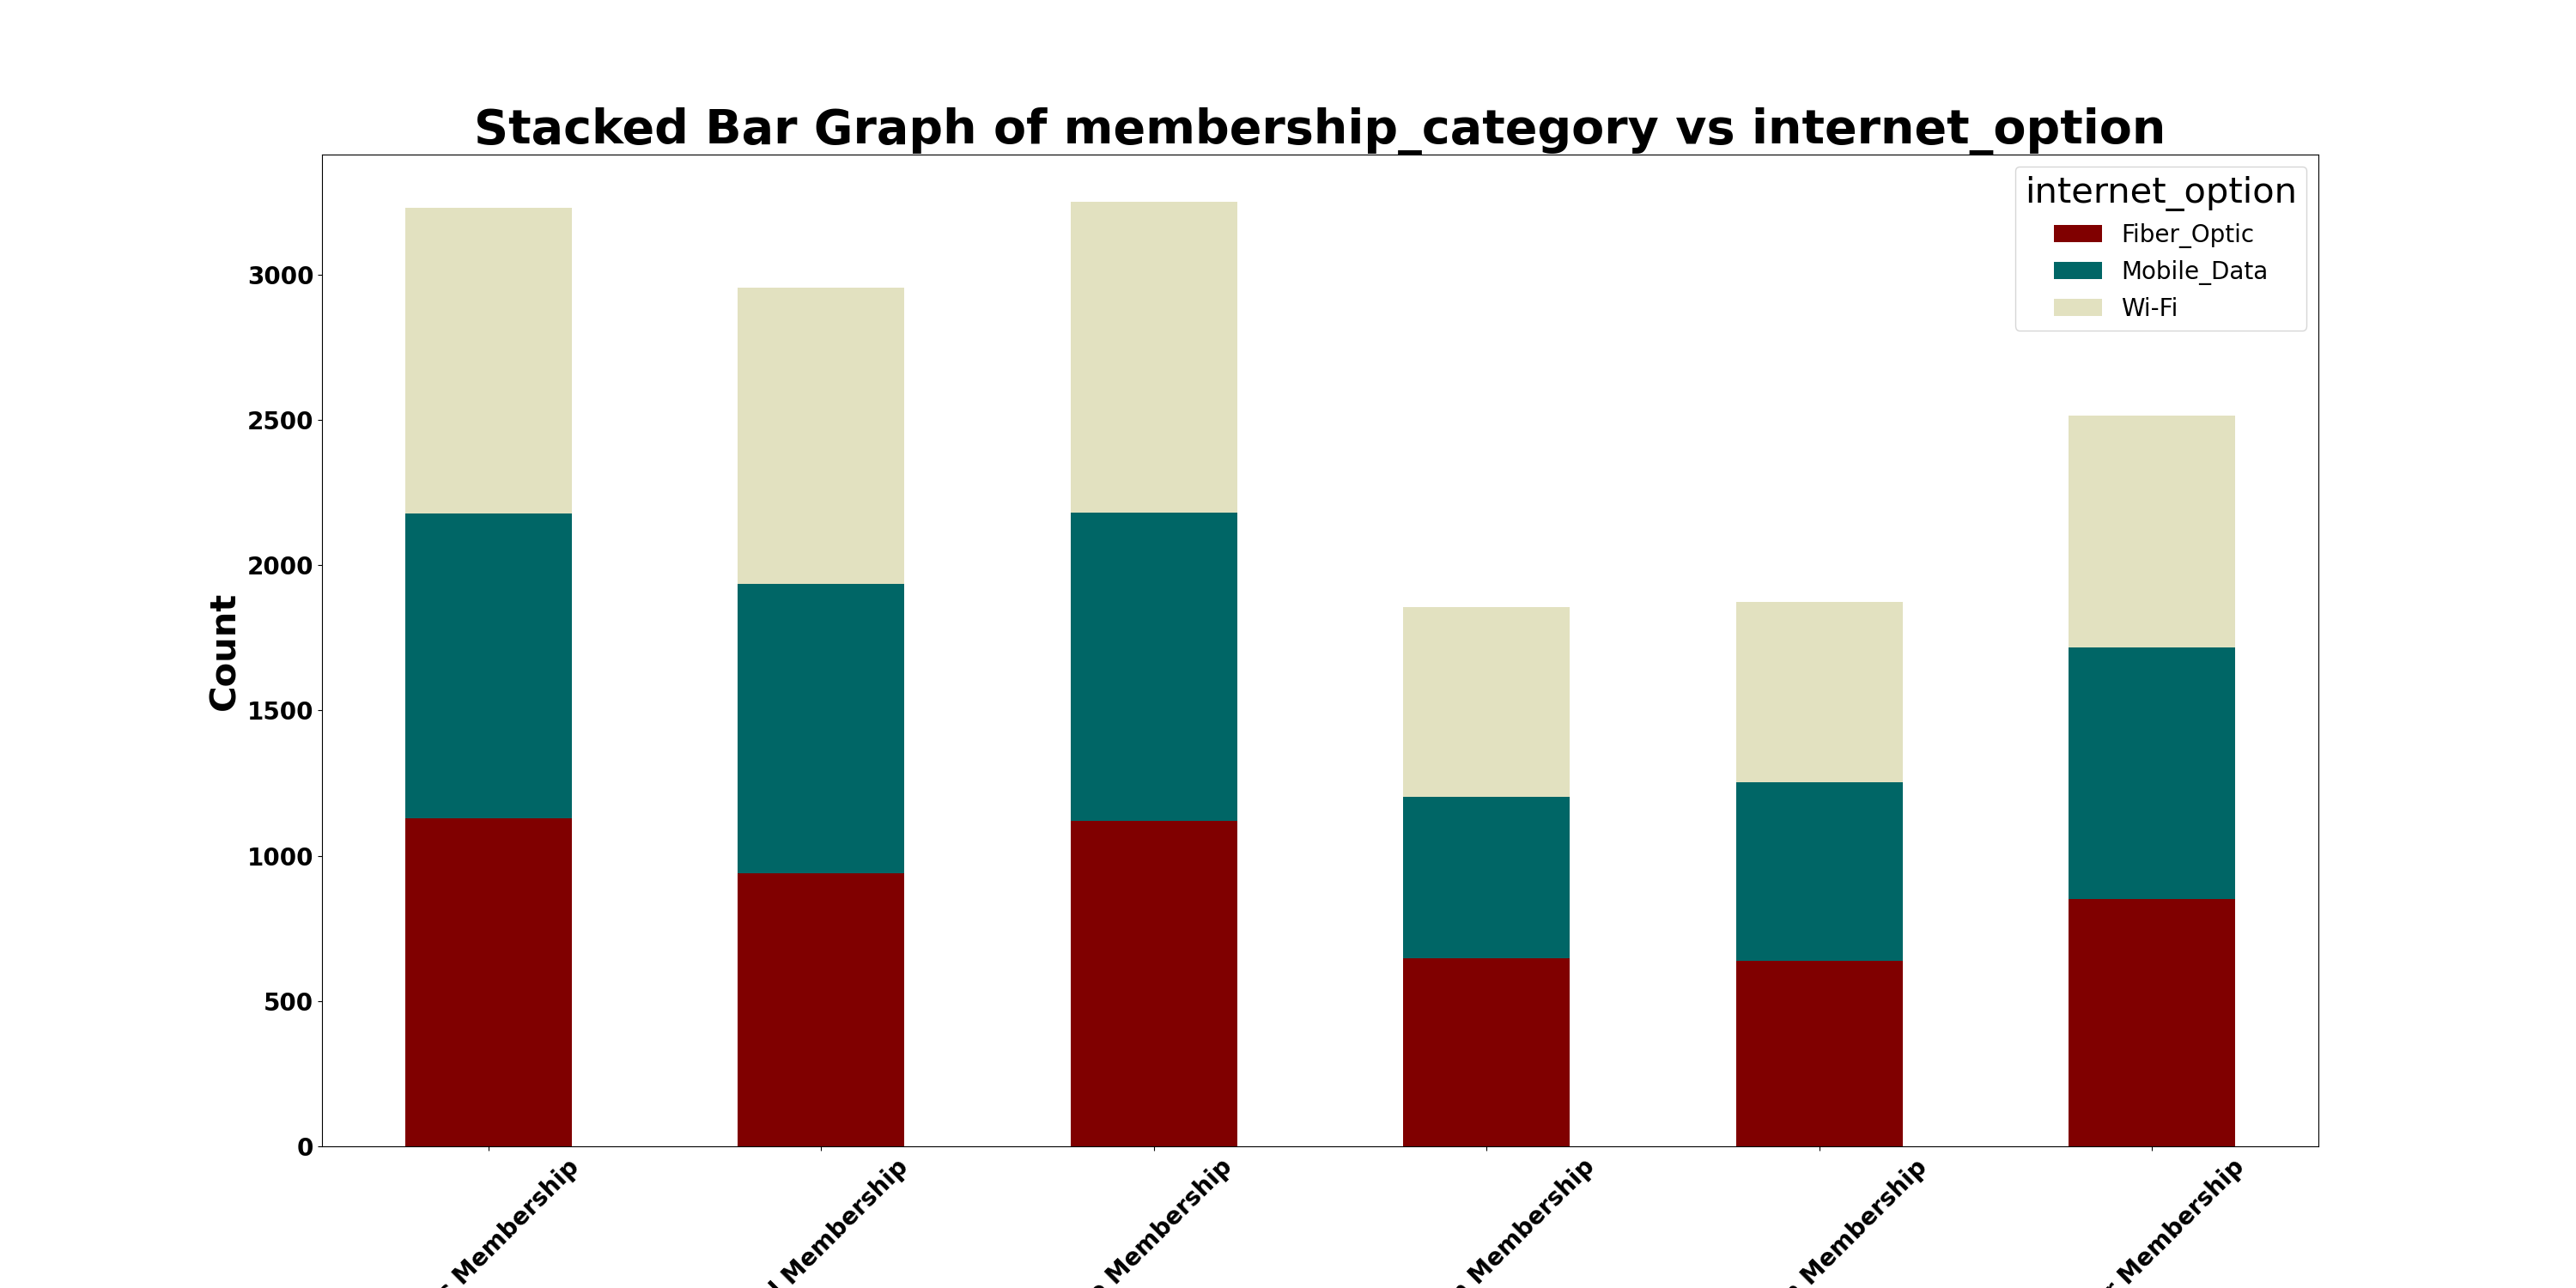 Stacked Bar Graph of membership_category vs internet_option
internet_option
Fiber_Optic
Mobile_Data
Wi-Fi
3000
2500
2000
1500
1000
500
0
Count
Membership
Membership
Membership
Membership
Membership
Membership